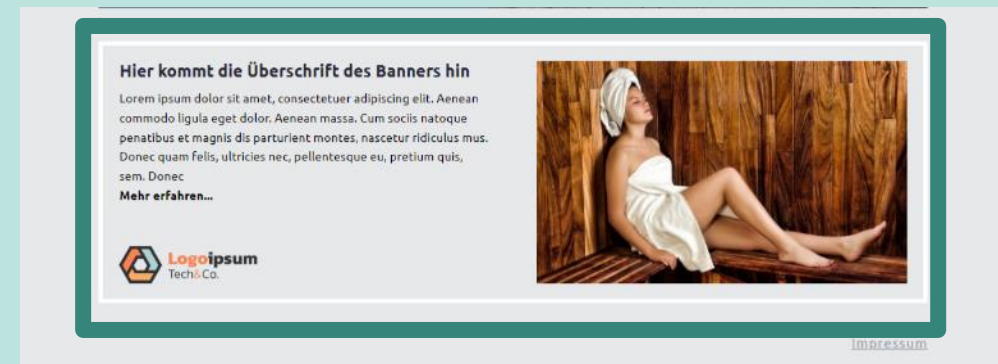 Hier kommt die Überschrift des Banners hin
Lorem ipsum dolor sit amet, consectetuer adipiscing elit. Aenean
commodo ligula eget dolor. Aenean massa. Cum sociis natoque
penatibus et magnis dis parturient montes, nascetur ridiculus mus.
Donec quam felis, ultricies nec, pellentesque eu, pretium quis,
sem. Donec
Mehr erfahren...
Logoipsum
Tech&Co.
Impressum